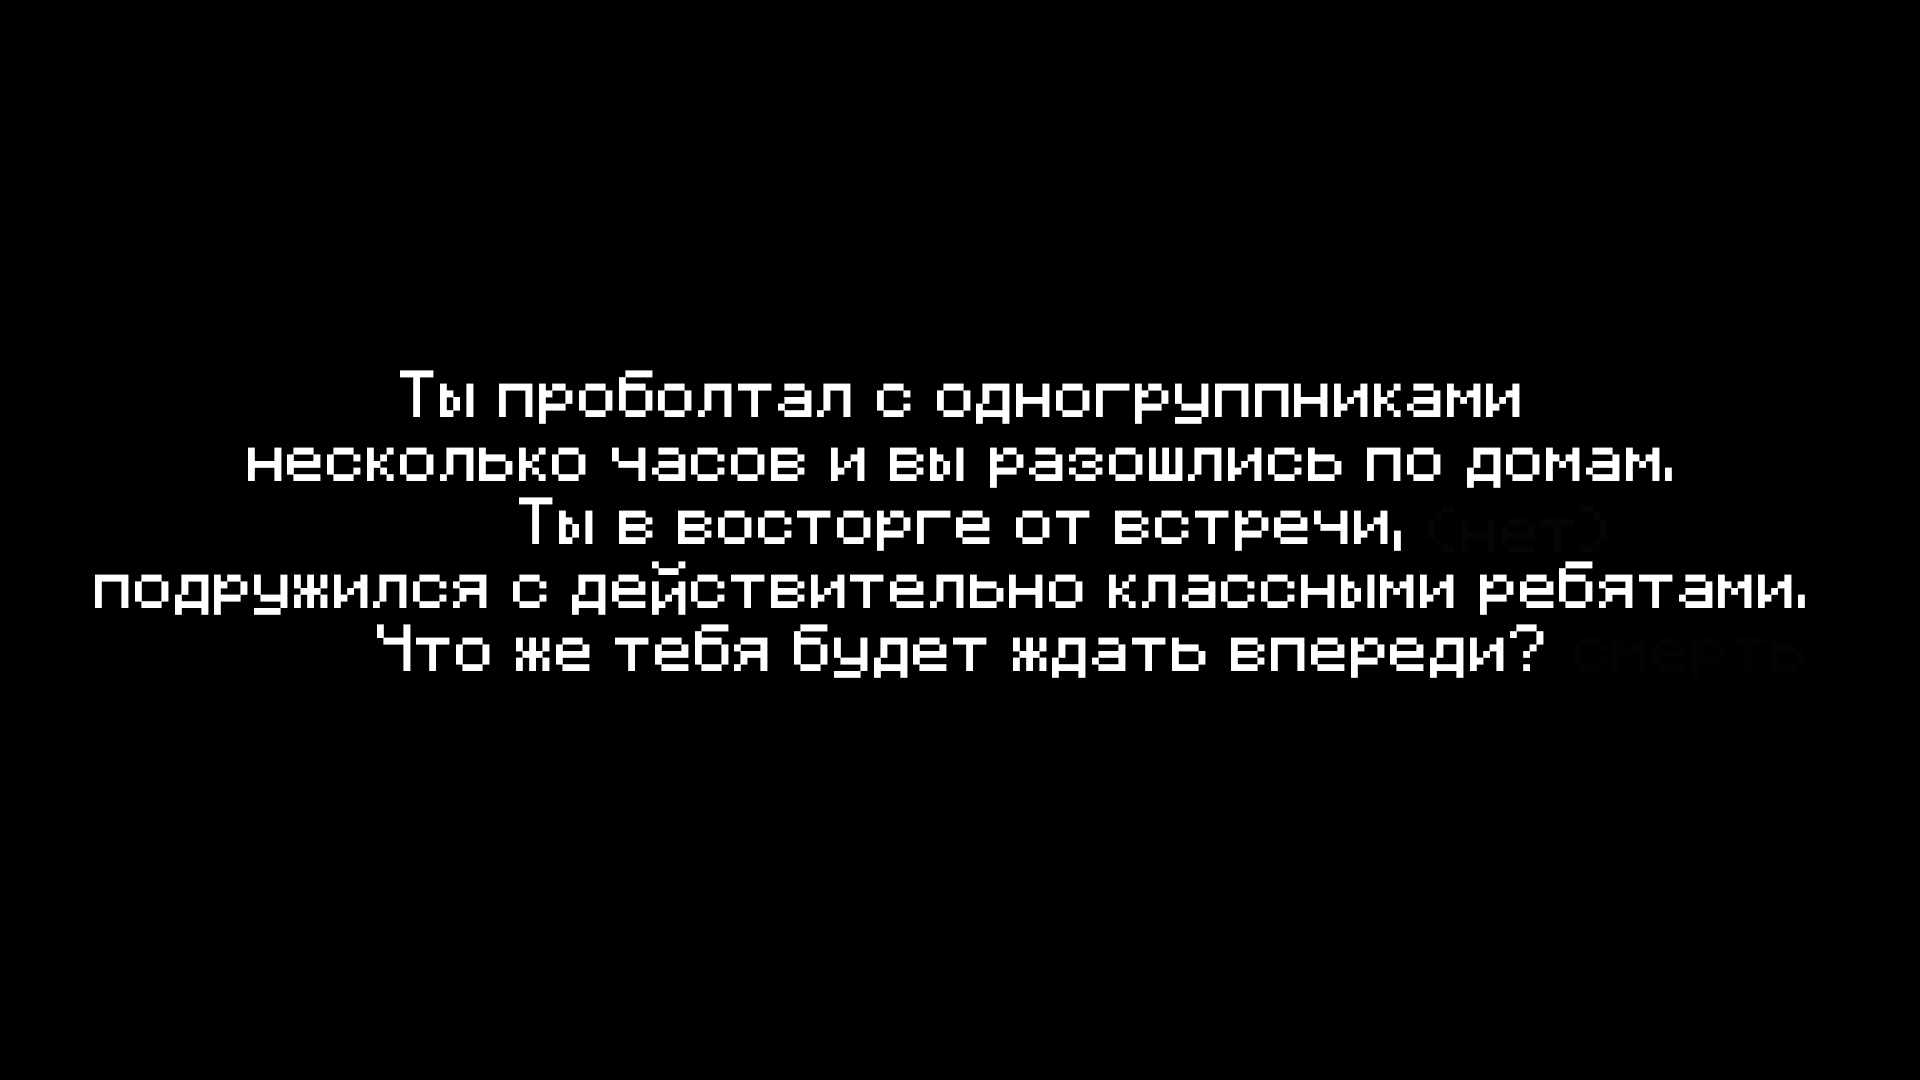 Ты проболтал с одногруппниками
несколько часов и вы разошлись по домам.
Ты в восторге от встречи, (нет)
подружился с действительно классными ребятами.
Что же тебя будет ждать впереди? смерть